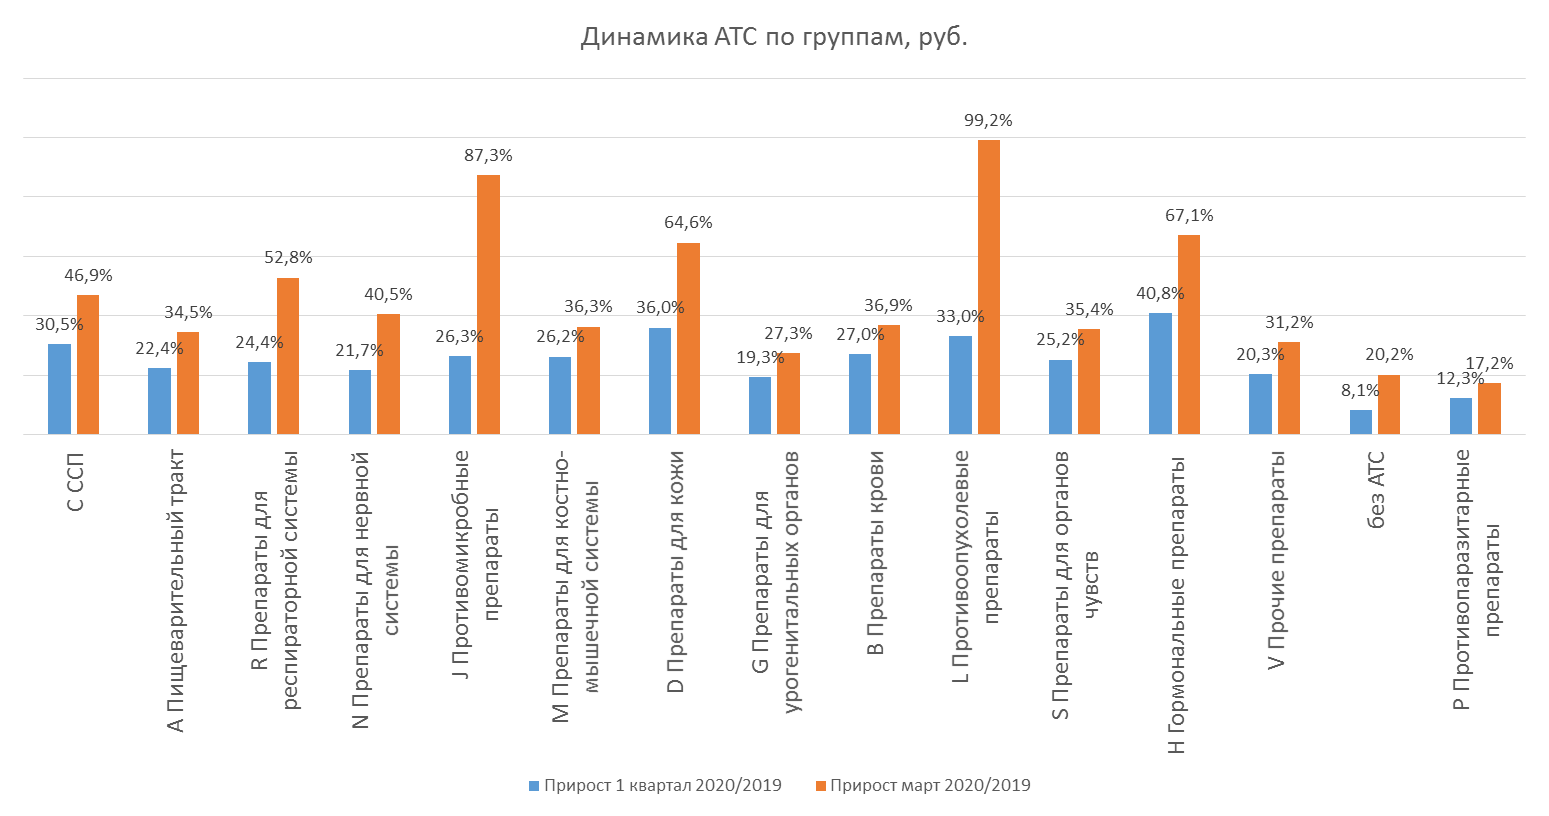 Динамика АТС по группам, руб.
30,5%
46,9%
22,4%
34,5%
24,4%
52,8%
21,7%
40,5%
26,3%
87,3%
26,2%
36,3%
36,0%
64,6%
19,3%
27,3%
27,0%
36,9%
33,0%
99,2%
25,2%
35,4%
40,8%
67,1%
20,3%
31,2%
8,1%
20,2%
12,3%
17,2%
С ССП
А Пищеварительный тракт
R Препараты для
респираторной системы
N Препараты для нервной
системы
J Противомикробные
препараты
М Препараты для костно-
мышечной системы
D Препараты для кожи
G Препараты для
урогенитальных органов
В Препараты крови
L Противоопухолевые
препараты
S Препараты для органов
чувств
Н Гормональные препараты
V Прочие препараты
без АТС
Р Противопаразитарные
препараты
Прирост 1 квартал 2020/2019
Прирост март 2020/2019